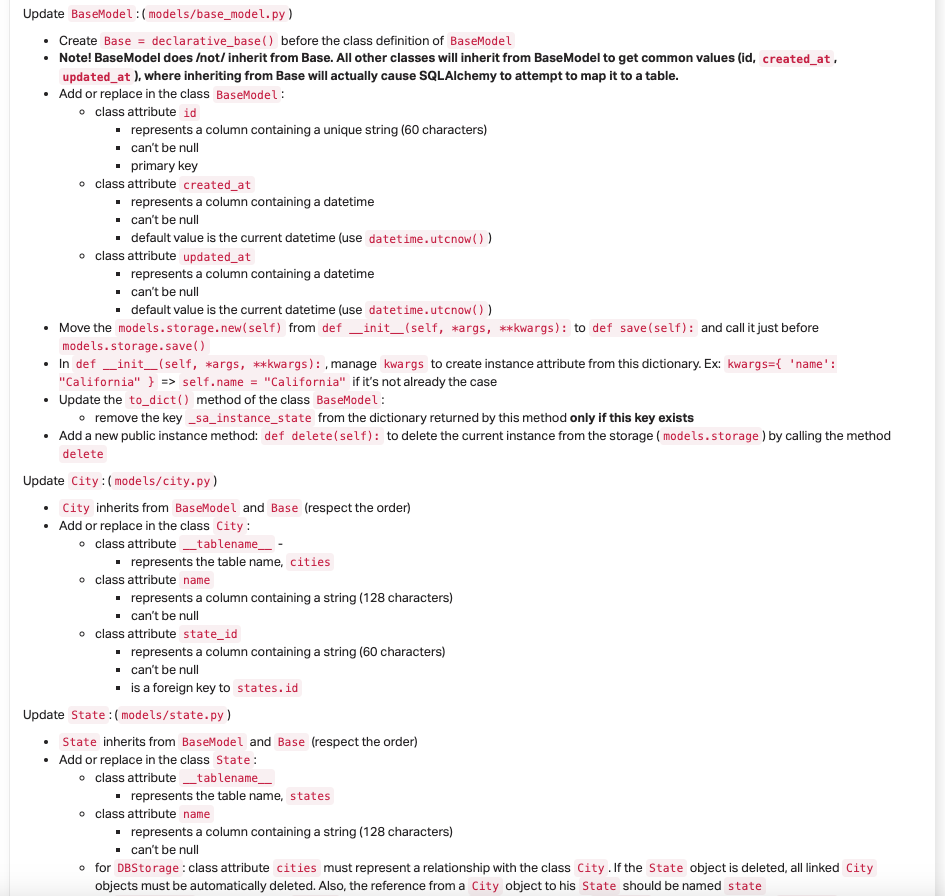 Update BaseModel: (models/base_model.py)
• Create Base = declarative_base() before the class definition of BaseModel
• Note! BaseModel does /not/ inherit from Base. All other classes will inherit from BaseModel to get common values (id, created_at,
updated_at), where inheriting from Base will actually cause SQLAlchemy to attempt to map it to a table.
• Add or replace in the class BaseModel:
◦ class attribute id
▪ represents a column containing a unique string (60 characters)
▪ can't be null
▪ primary key
◦ class attribute created_at
▪ represents a column containing a datetime
▪ can't be null
▪ default value is the current datetime (use datetime.utcnow())
◦ class attribute updated_at
▪ represents a column containing a datetime
▪ can't be null
▪ default value is the current datetime (use datetime.utcnow())
• Move the models.storage.new(self) from def __init__(self, *args, **kwargs): to def save(self): and call it just before
models.storage.save()
• In def __init__(self, *args, **kwargs):, manage kwargs to create instance attribute from this dictionary. Ex: kwargs={ 'name':
"California" } => self.name = "California" if it's not already the case
• Update the to_dict() method of the class BaseModel:
◦ remove the key _sa_instance_state from the dictionary returned by this method only if this key exists
• Add a new public instance method: def delete(self): to delete the current instance from the storage (models.storage) by calling the method
delete
Update City: (models/city.py)
• City inherits from BaseModel and Base (respect the order)
• Add or replace in the class City:
◦ class attribute __tablename__ -
▪ represents the table name, cities
◦ class attribute name
▪ represents a column containing a string (128 characters)
▪ can't be null
◦ class attribute state_id
▪ represents a column containing a string (60 characters)
▪ can't be null
▪ is a foreign key to states.id
Update State: (models/state.py)
• State inherits from BaseModel and Base (respect the order)
• Add or replace in the class State:
◦ class attribute __tablename__
▪ represents the table name, states
◦ class attribute name
▪ represents a column containing a string (128 characters)
▪ can't be null
◦ for DBStorage: class attribute cities must represent a relationship with the class City. If the State object is deleted, all linked City
objects must be automatically deleted. Also, the reference from a City object to his State should be named state